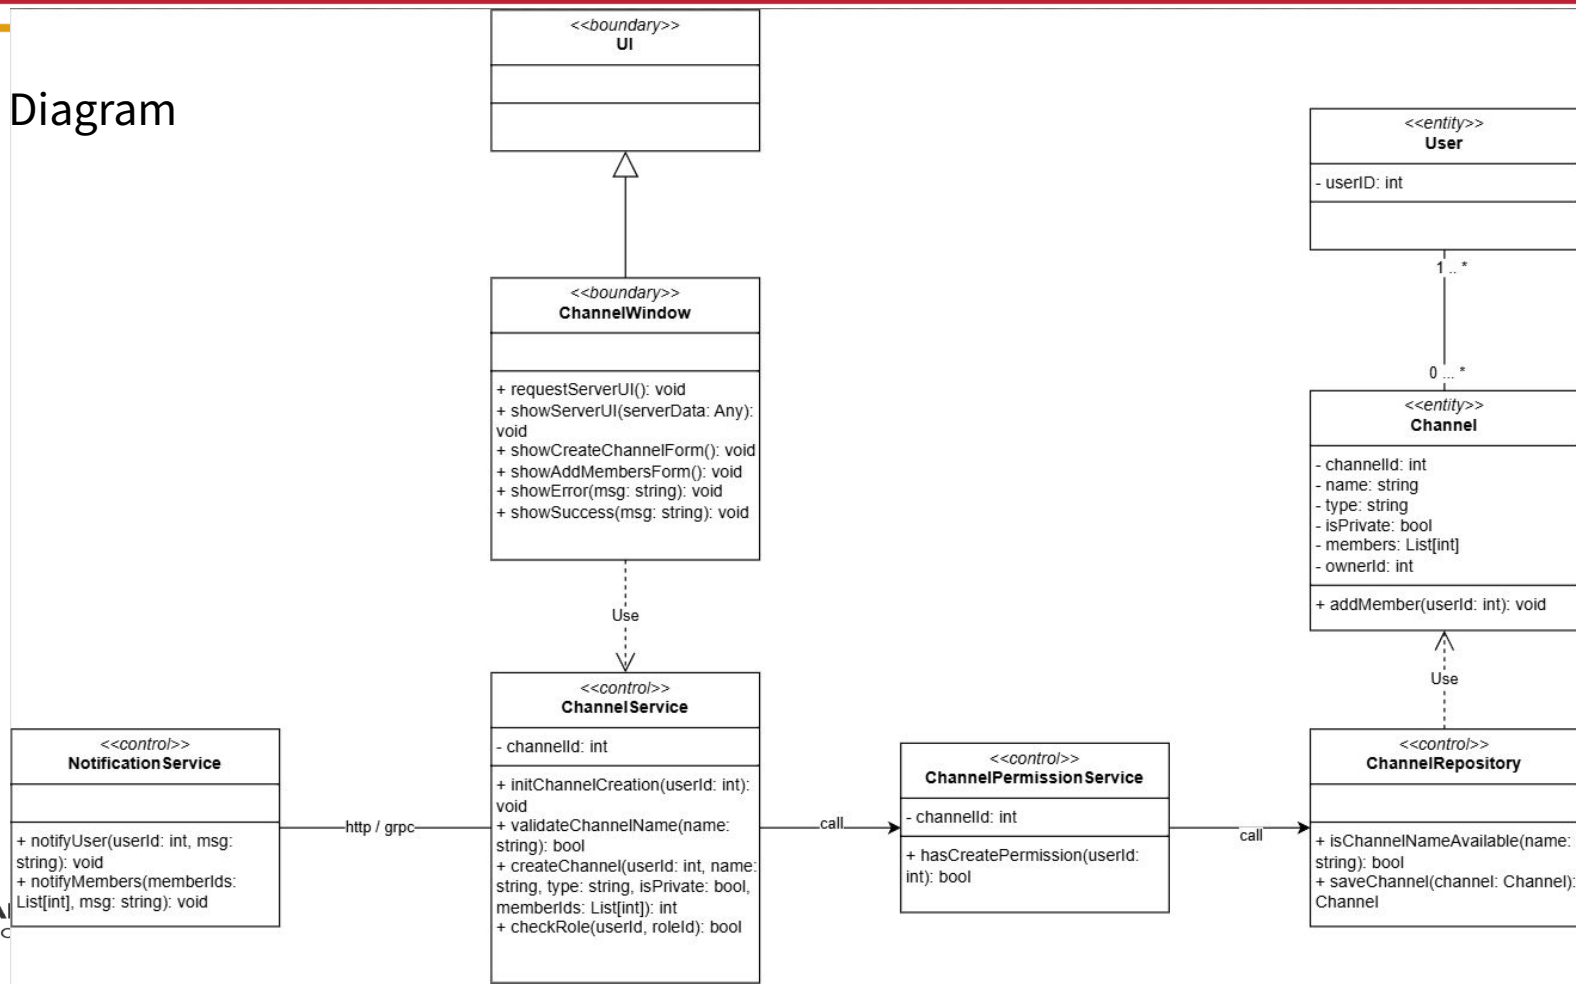 Diagram
<<boundary>>
UI
<<boundary>>
ChannelWindow
+ requestServerUI(): void
+ showServerUI(serverData: Any):
void
+ showCreateChannelForm(): void
+ showAddMembersForm(): void
+ showError(msg: string): void
+ showSuccess(msg: string): void
Use
<<control>>
ChannelService
- channelId: int
+ initChannelCreation(userId: int):
void
+ validateChannelName(name:
string): bool
+ createChannel(userId: int, name:
string, type: string, isPrivate: bool,
memberIds: List[int]): int
+ checkRole(userId, roleId): bool
<<control>>
NotificationService
+ notifyUser(userId: int, msg:
string): void
+ notifyMembers(memberIds:
List[int], msg: string): void
http / grpc
call
<<control>>
ChannelPermissionService
- channelId: int
+ hasCreatePermission(userId:
int): bool
call
<<entity>>
User
- userID: int
1 .. *
0 ... *
<<entity>>
Channel
- channelId: int
- name: string
- type: string
- isPrivate: bool
- members: List[int]
- ownerId: int
+ addMember(userId: int): void
Use
<<control>>
ChannelRepository
+ isChannelNameAvailable(name:
string): bool
+ saveChannel(channel: Channel):
Channel